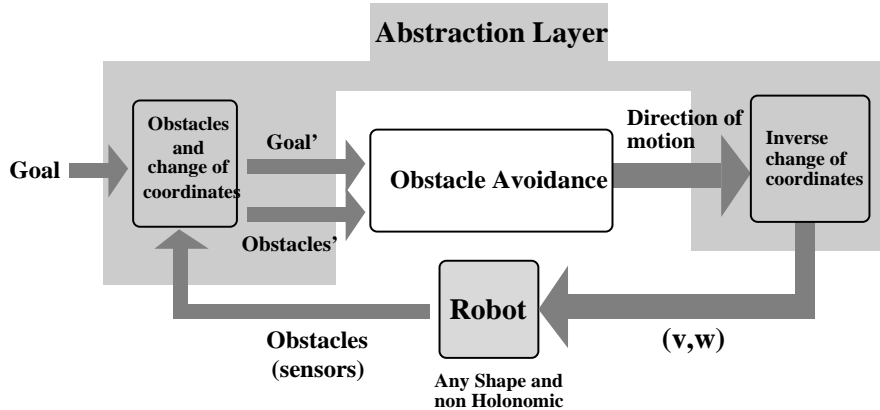 Abstraction Layer
Goal
Obstacles
and
change of
coordinates
Goal’
Obstacles’
Obstacle Avoidance
Direction of
motion
Inverse
change of
coordinates
Robot
Obstacles
(sensors)
(v,w)
Any Shape and
non Holonomic